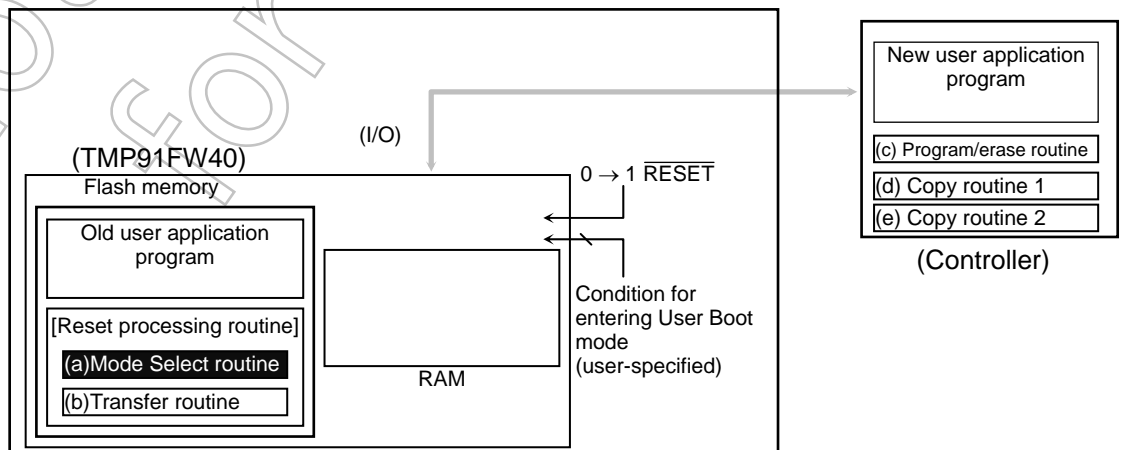 (I/O)
(TMP91FW40)
Flash memory
Old user application
program
[Reset processing routine]
(a)Mode Select routine
(b)Transfer routine
RAM
0 → 1 RESET
Condition for
entering User Boot
mode
(user-specified)
New user application
program
(c) Program/erase routine
(d) Copy routine 1
(e) Copy routine 2
(Controller)